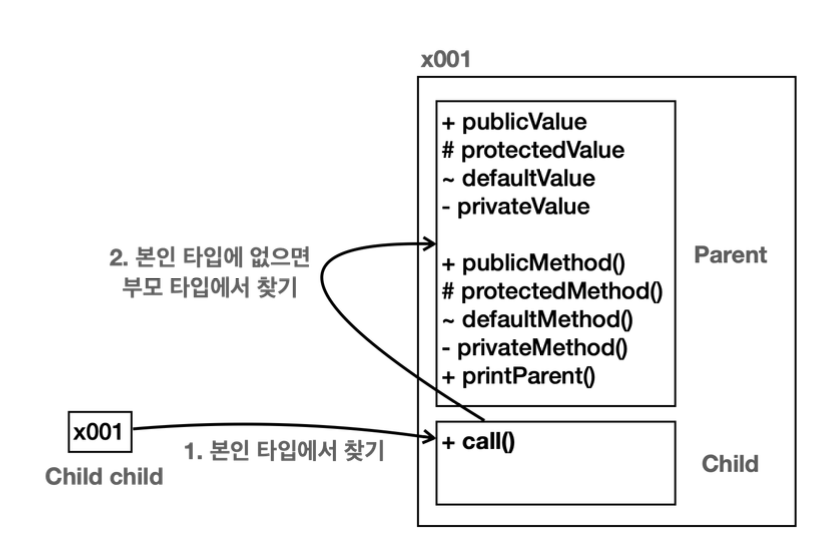 x001
+ publicValue
# protectedValue
~ defaultValue
- privateValue
+ publicMethod()
# protectedMethod()
~ defaultMethod()
- privateMethod()
+ printParent()
Parent
2. 본인 타입에 없으면
부모 타입에서 찾기
x001
Child child
1. 본인 타입에서 찾기
+ call()
Child